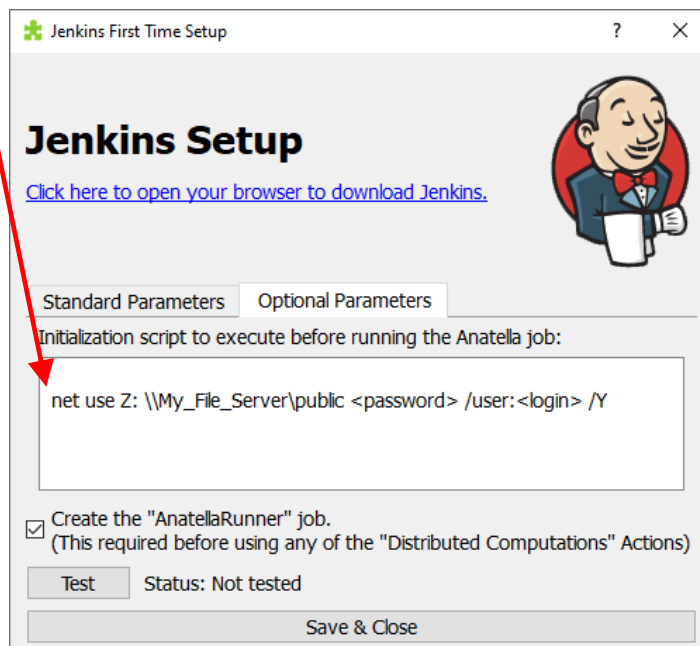 Jenkins First Time Setup ?
Jenkins Setup
Click here to open your browser to download Jenkins.
Standard Parameters Optional Parameters
Initialization script to execute before running the Anatella job:
net use Z: \\My_File_Server\public <password> /user:<login> /Y
Create the "AnatellaRunner" job.
(This required before using any of the "Distributed Computations" Actions)
Test Status: Not tested
Save & Close